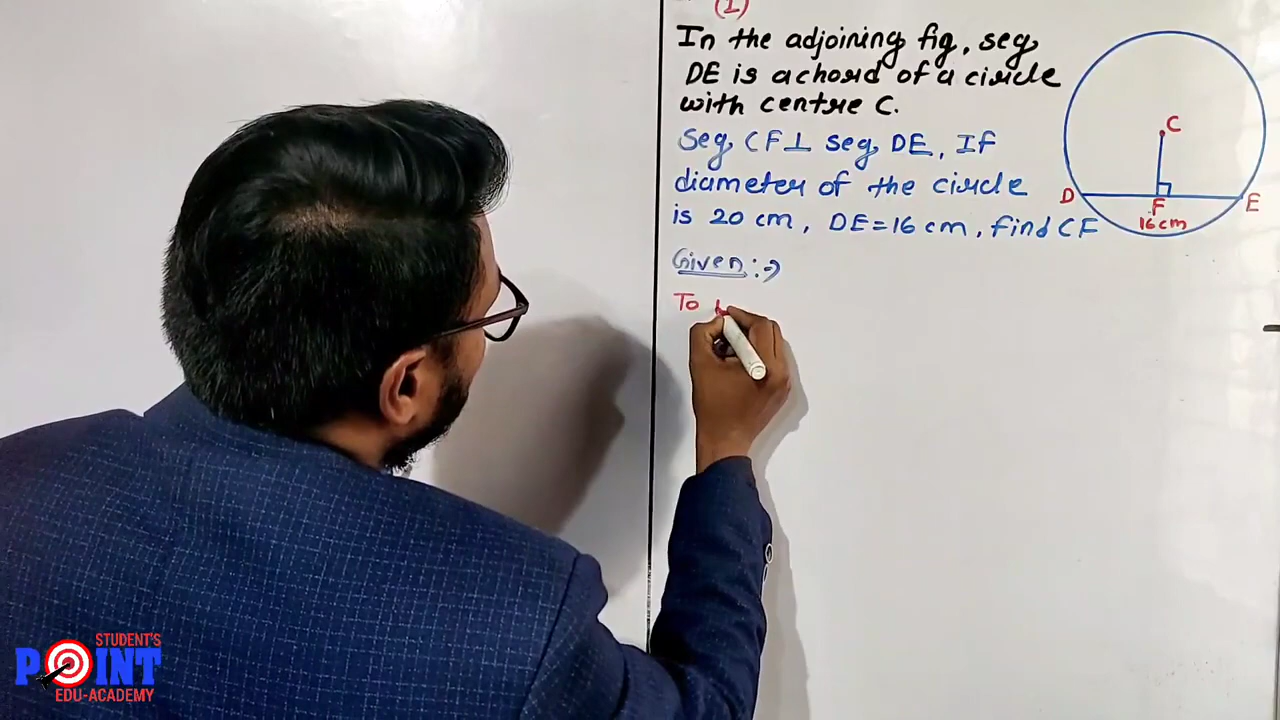 (1)
In the adjoining fig, seg
DE is a chord of a circle
with centre C.
Seg CF⊥ seg DE, If
diameter of the circle
is 20 cm, DE=16 cm, find CF
Given :→
To
C
D
F
E
16cm
STUDENT'S
POINT
EDU-ACADEMY